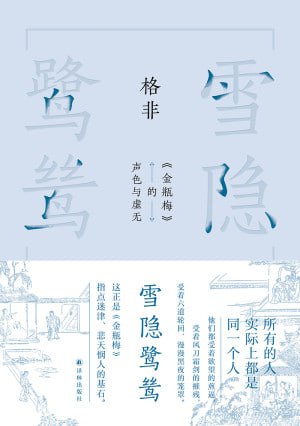 雪隐
鹭鸶
格非
《金瓶梅》的
声色与虚无
所有的人
实际上都是
同一个人
他们都受着欲望的煎逼，
受着风刀霜剑的摧残，
受着六道轮回、漫漫黑夜的笼罩。
雪隐鹭鸶
这正是《金瓶梅》
指点迷津、悲天悯人的基石。
译林出版社